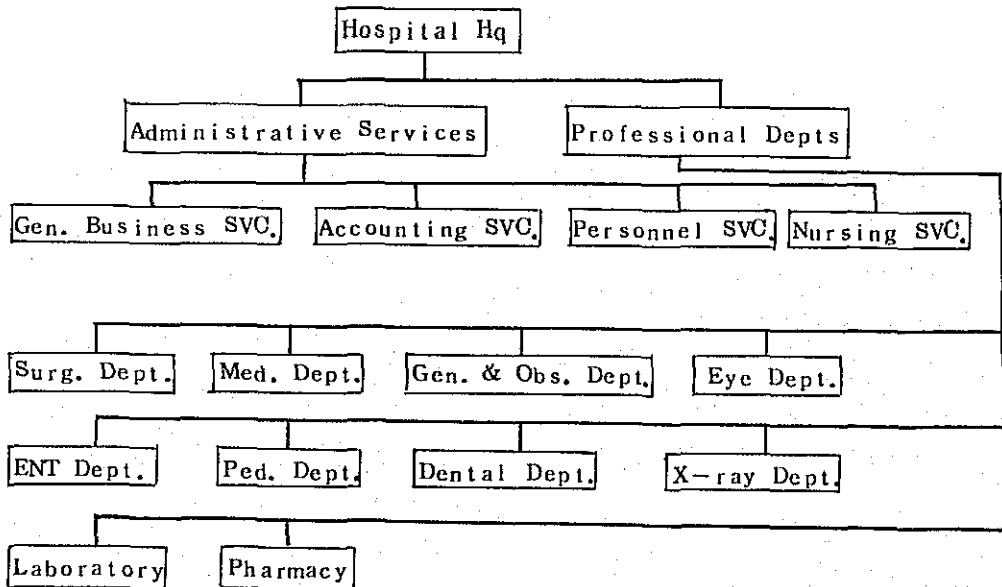 Hospital Hq
Administrative Services Professional Depts
Gen. Business SVC. Accounting SVC. Personnel SVC. Nursing SVC.
Surg. Dept. Med. Dept. Gen. & Obs. Dept. Eye Dept.
ENT Dept. Ped. Dept. Dental Dept. X-ray Dept.
Laboratory Pharmacy